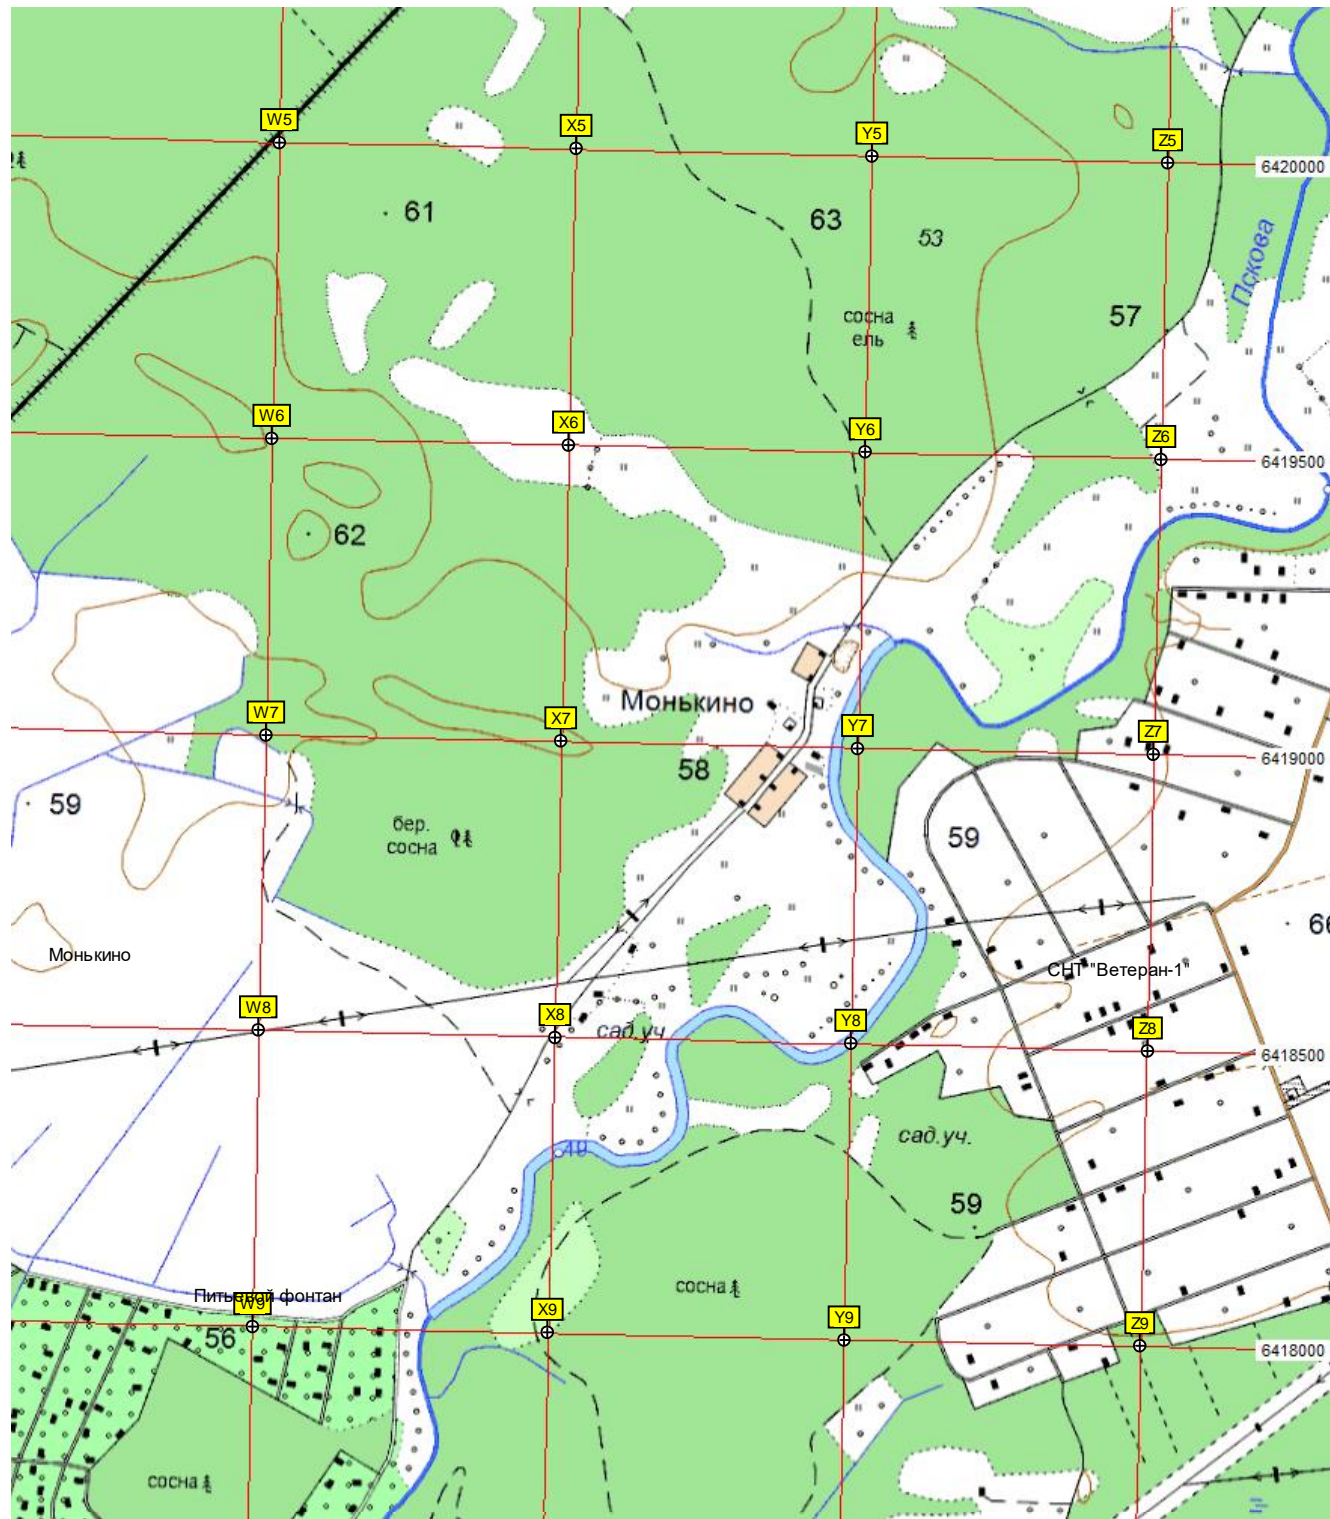 W5
X5
Y5
Z5
6420000
61
63
53
Пскова
57
сосна
ель
W6
X6
Y6
Z6
6419500
62
Монькино
W7
X7
Y7
Z7
6419000
58
59
бер.
сосна
59
66
Монькино
СНТ "Ветеран-1"
W8
X8
сад.уч.
Y8
Z8
6418500
49
сад.уч.
59
сосна
Питьевой фонтан
W9
56
X9
Y9
Z9
6418000
сосна